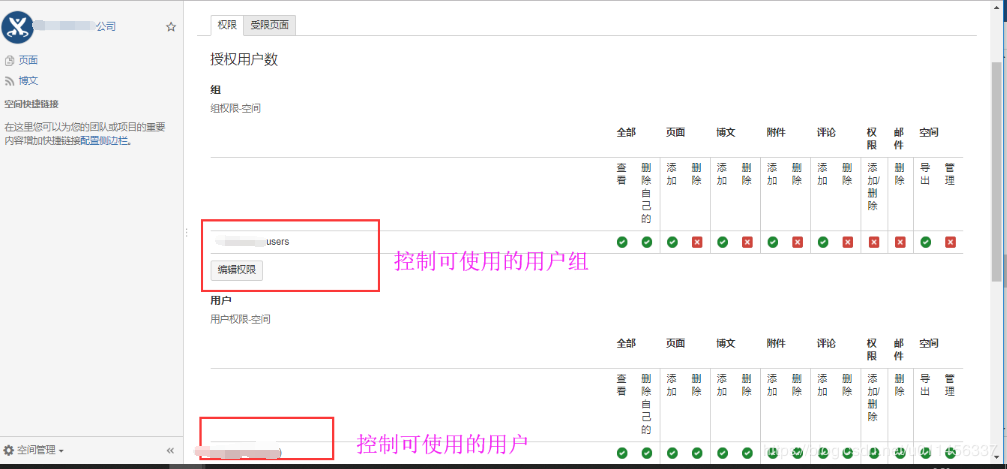 公司
页面
博文
空间快捷链接
在这里您可以为您的团队或项目的重要
内容增加快捷链接配置侧边栏。
权限 受限页面
授权用户数
组
组权限-空间
全部 页面 博文 附件 评论 权限 邮件 空间
查看 删除自己的 添加 删除 添加 删除 添加 删除 添加 删除 添加/删除 删除 导出 管理
users
编辑权限
控制可使用的用户组
用户
用户权限-空间
全部 页面 博文 附件 评论 权限 邮件 空间
查看 删除自己的 添加 删除 添加 删除 添加 删除 添加 删除 添加/删除 删除 导出 管理
控制可使用的用户
空间管理